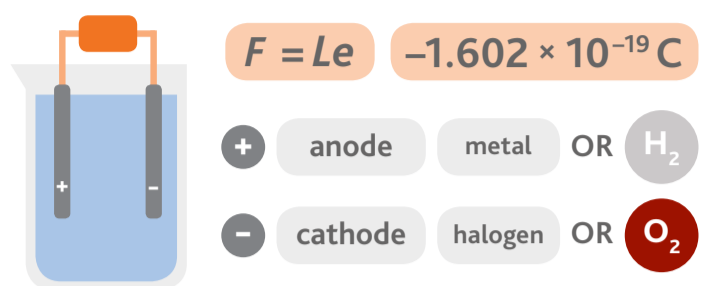 F = Le
–1.602 × 10⁻¹⁹ C
+ anode metal OR H₂
– cathode halogen OR O₂
+ –